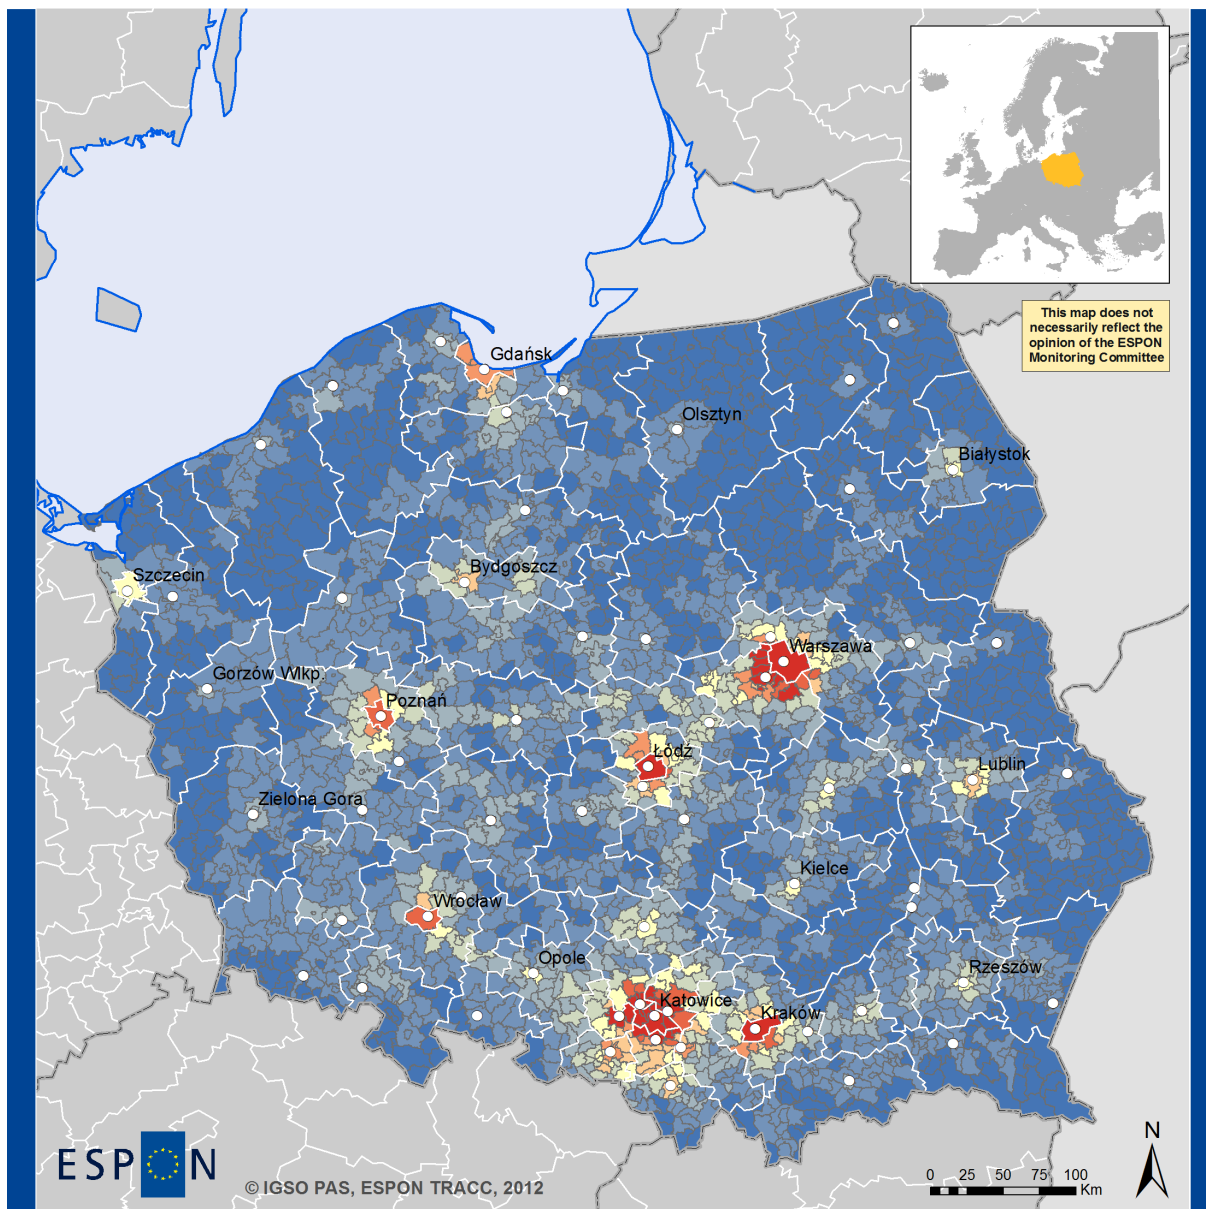 This map does not
necessarily reflect the
opinion of the ESPON
Monitoring Committee
Gdańsk
Olsztyn
Białystok
Szczecin
Bydgoszcz
Warszawa
Gorzów Wlkp.
Poznań
Łódź
Lublin
Zielona Gora
Kielce
Wrocław
Opole
Rzeszów
Katowice
Kraków
ESPON
© IGSO PAS, ESPON TRACC, 2012
N
0 25 50 75 100
Km